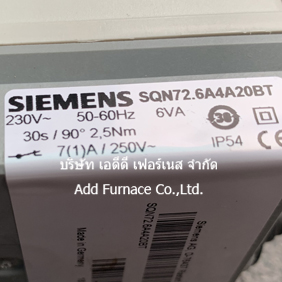 SIEMENS SQN72.6A4A20BT
230V~ 50-60Hz 6VA
30s / 90° 2,5Nm
7(1)A / 250V~ IP54
บริษัท เอดีดี เฟอร์เนส จำกัด
Add Furnace Co.,Ltd.
SQN72.6A4A20BT
Made in Germany
Siemens AG